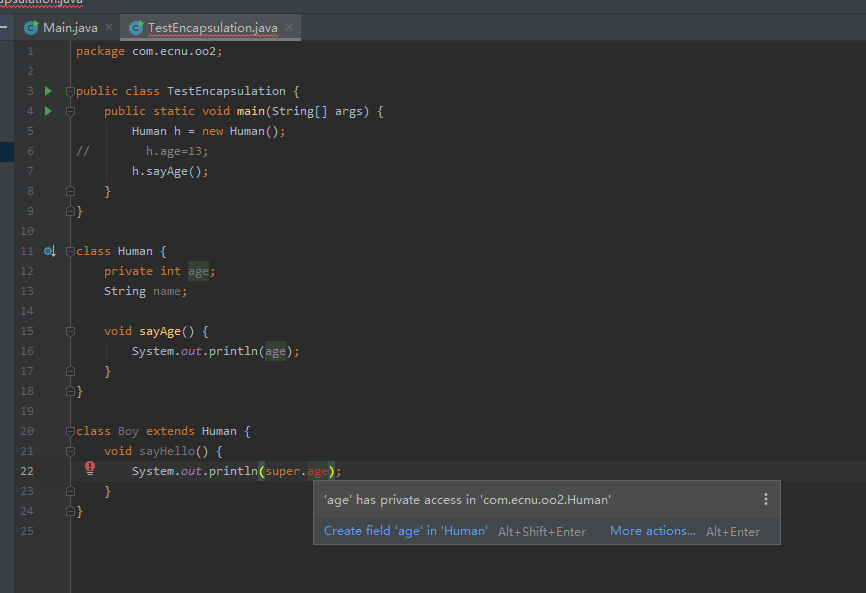 apsulation.java
Main.java × TestEncapsulation.java ×
1 package com.ecnu.oo2;
2
3 public class TestEncapsulation {
4 public static void main(String[] args) {
5 Human h = new Human();
6 // h.age=13;
7 h.sayAge();
8 }
9 }
10
11 class Human {
12 private int age;
13 String name;
14
15 void sayAge() {
16 System.out.println(age);
17 }
18 }
19
20 class Boy extends Human {
21 void sayHello() {
22 System.out.println(super.age);
23 }
24 }
25
'age' has private access in 'com.ecnu.oo2.Human'
Create field 'age' in 'Human' Alt+Shift+Enter More actions... Alt+Enter